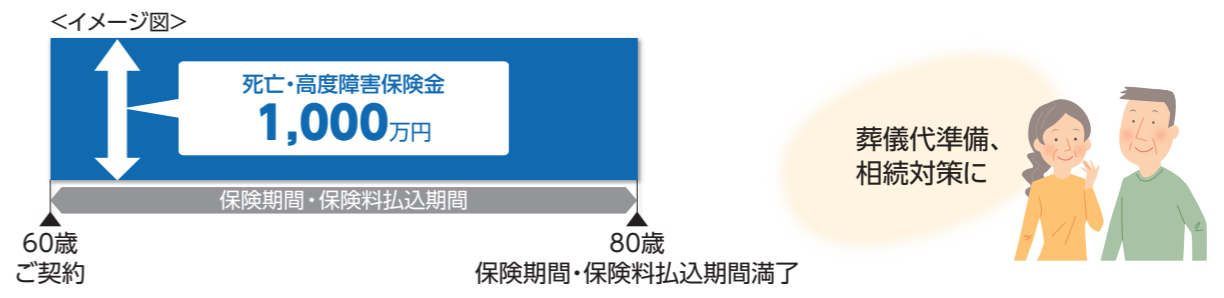 <イメージ図>
死亡・高度障害保険金
1,000万円
保険期間・保険料払込期間
60歳
ご契約
80歳
保険期間・保険料払込期間満了
葬儀代準備、
相続対策に